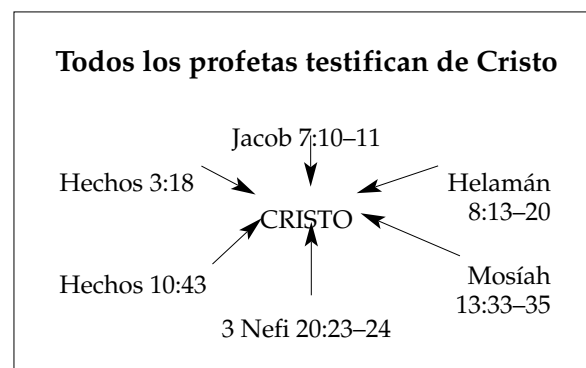 Todos los profetas testifican de Cristo
Jacob 7:10–11
Hechos 3:18
Helamán
8:13–20
CRISTO
Hechos 10:43
Mosíah
13:33–35
3 Nefi 20:23–24